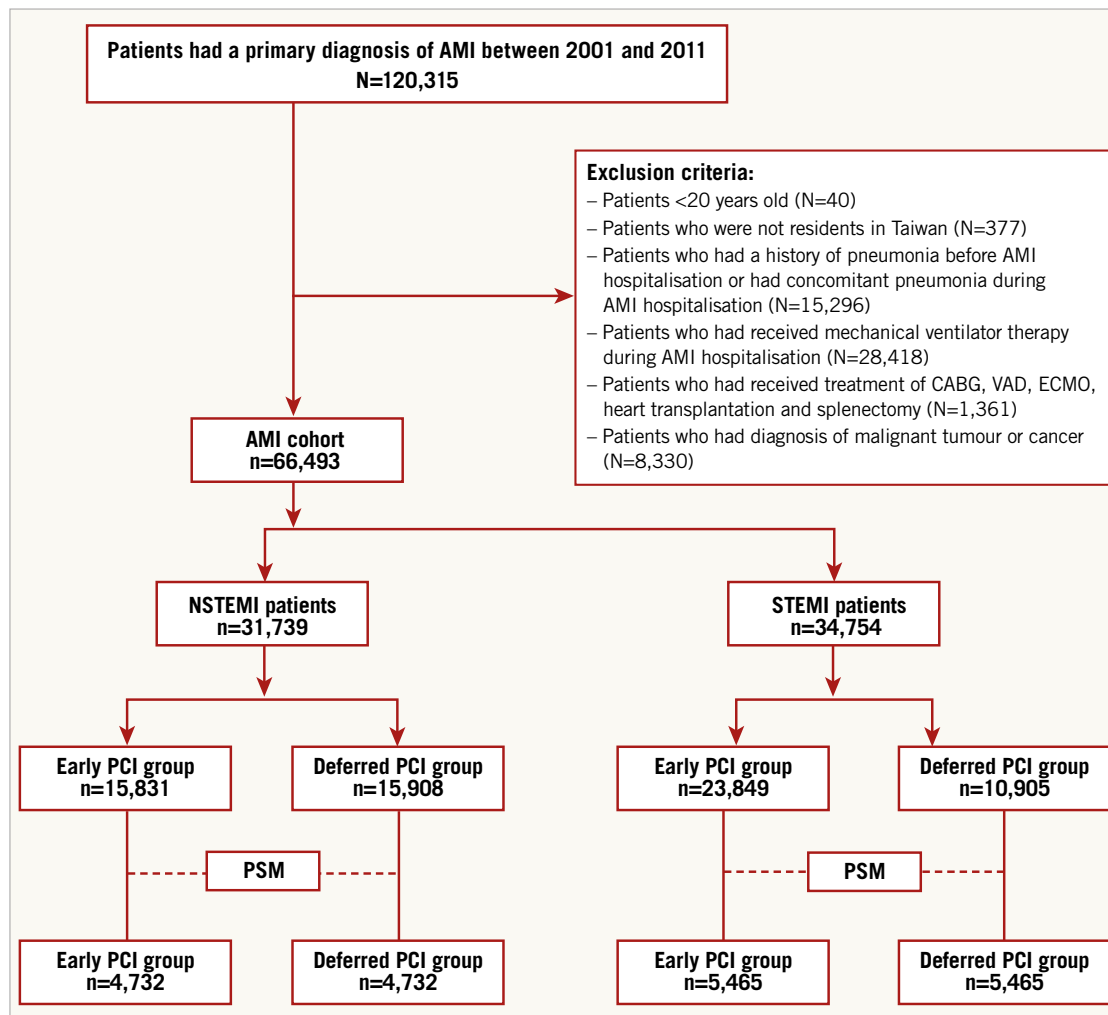 Patients had a primary diagnosis of AMI between 2001 and 2011
N=120,315
Exclusion criteria:
– Patients <20 years old (N=40)
– Patients who were not residents in Taiwan (N=377)
– Patients who had a history of pneumonia before AMI
hospitalisation or had concomitant pneumonia during
AMI hospitalisation (N=15,296)
– Patients who had received mechanical ventilator therapy
during AMI hospitalisation (N=28,418)
– Patients who had received treatment of CABG, VAD, ECMO,
heart transplantation and splenectomy (N=1,361)
– Patients who had diagnosis of malignant tumour or cancer
(N=8,330)
AMI cohort
n=66,493
NSTEMI patients
n=31,739
STEMI patients
n=34,754
Early PCI group
n=15,831
Deferred PCI group
n=15,908
Early PCI group
n=23,849
Deferred PCI group
n=10,905
PSM
PSM
Early PCI group
n=4,732
Deferred PCI group
n=4,732
Early PCI group
n=5,465
Deferred PCI group
n=5,465